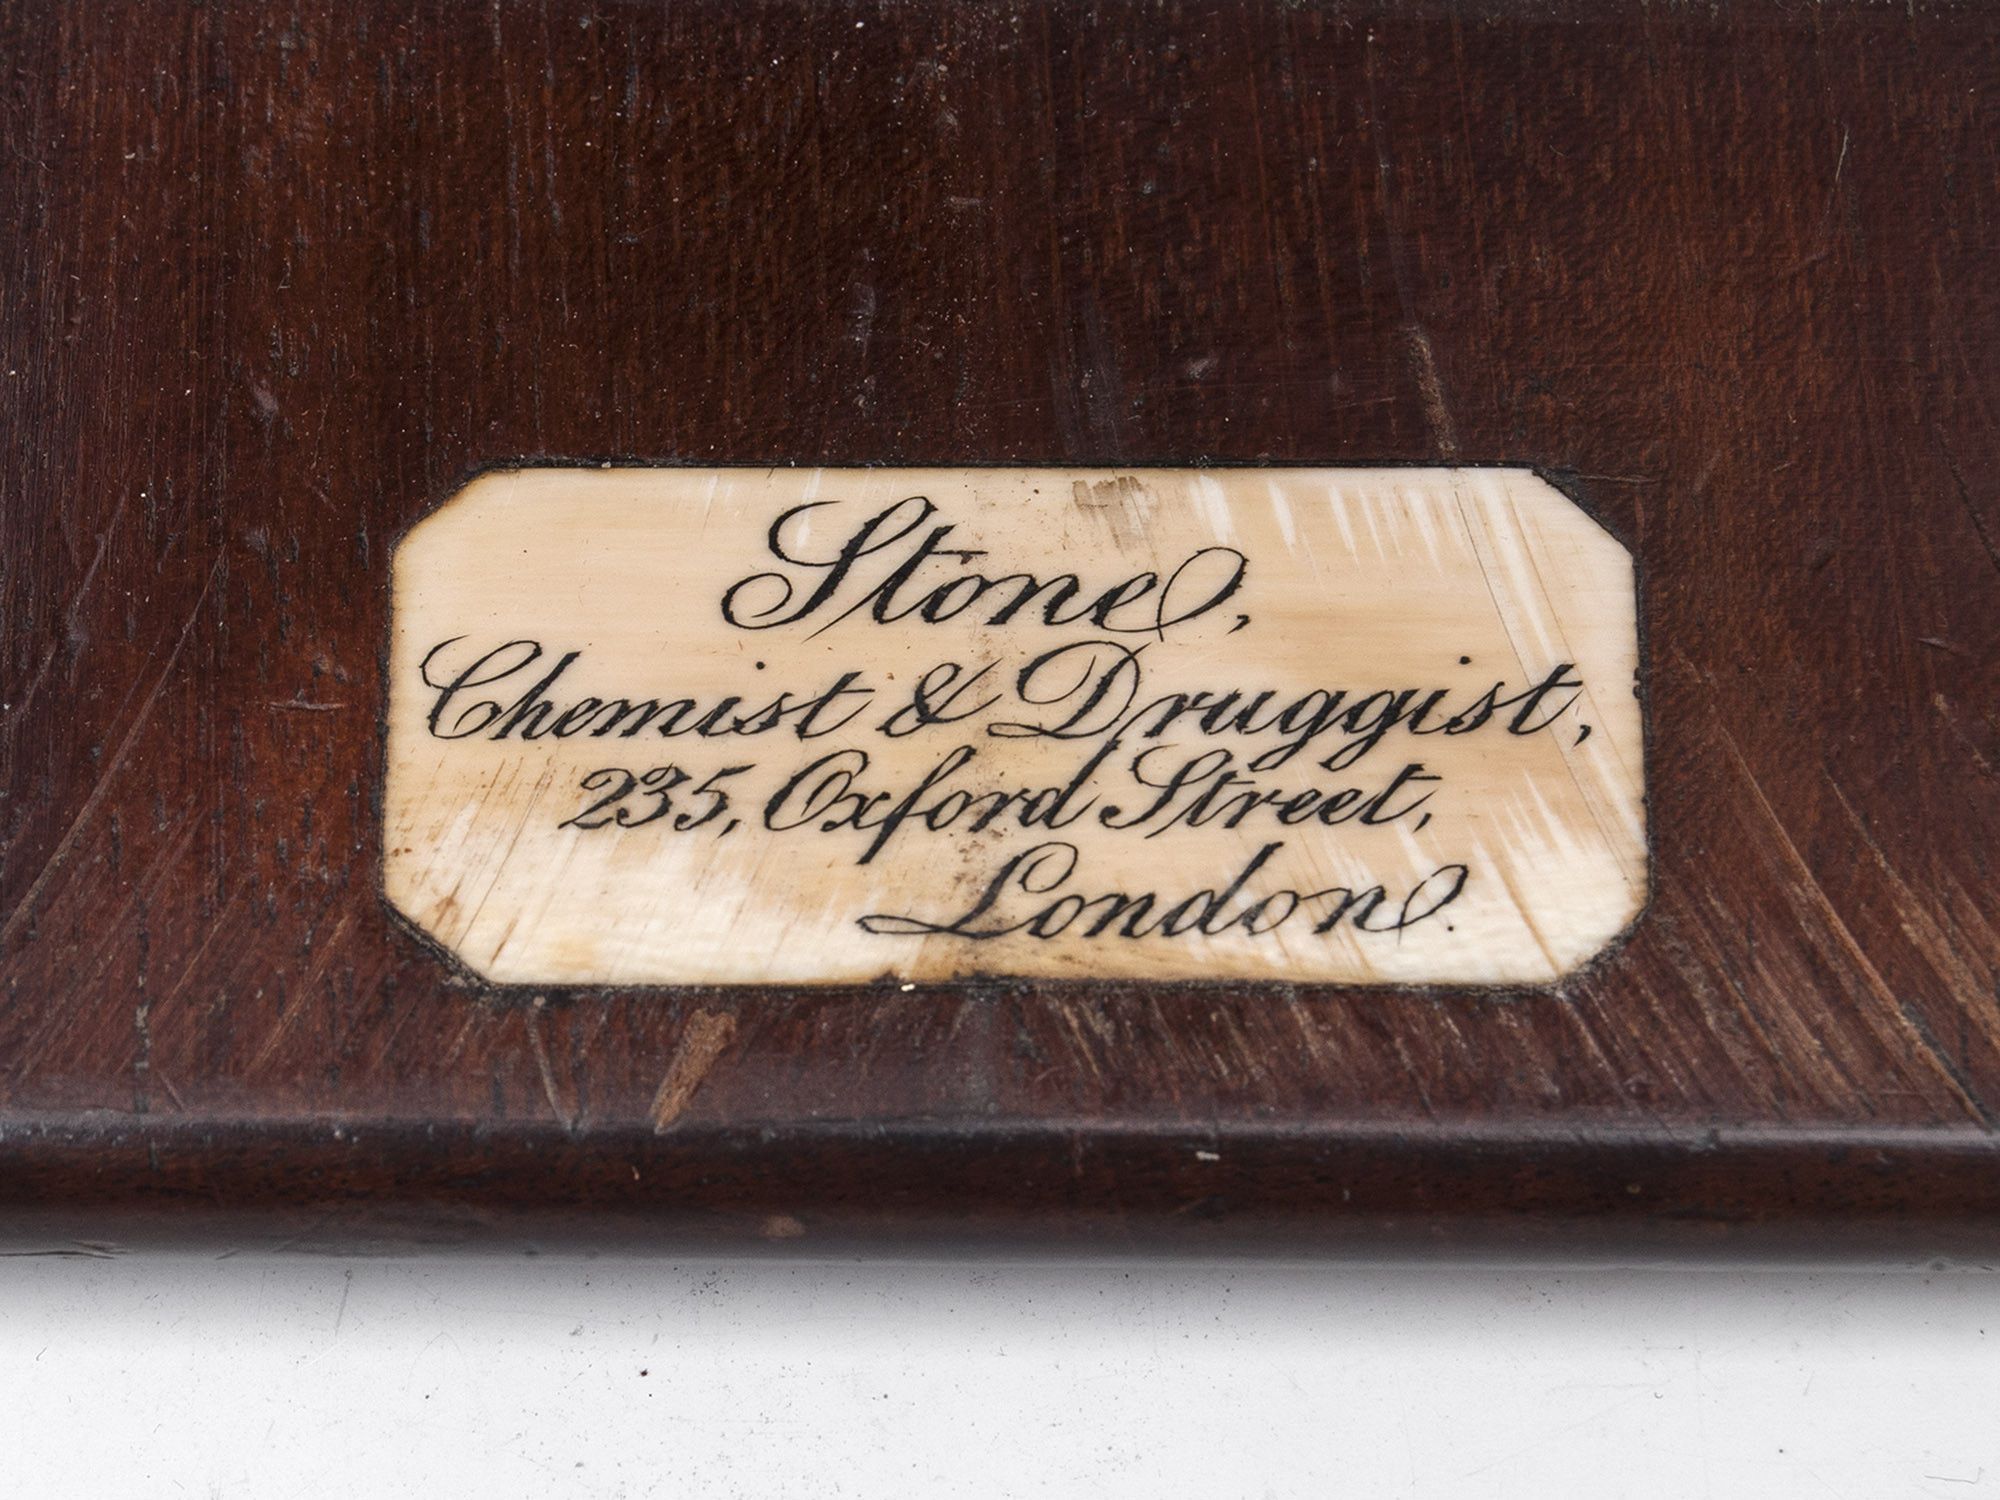 Stone,
Chemist & Druggist,
235, Oxford Street,
London.